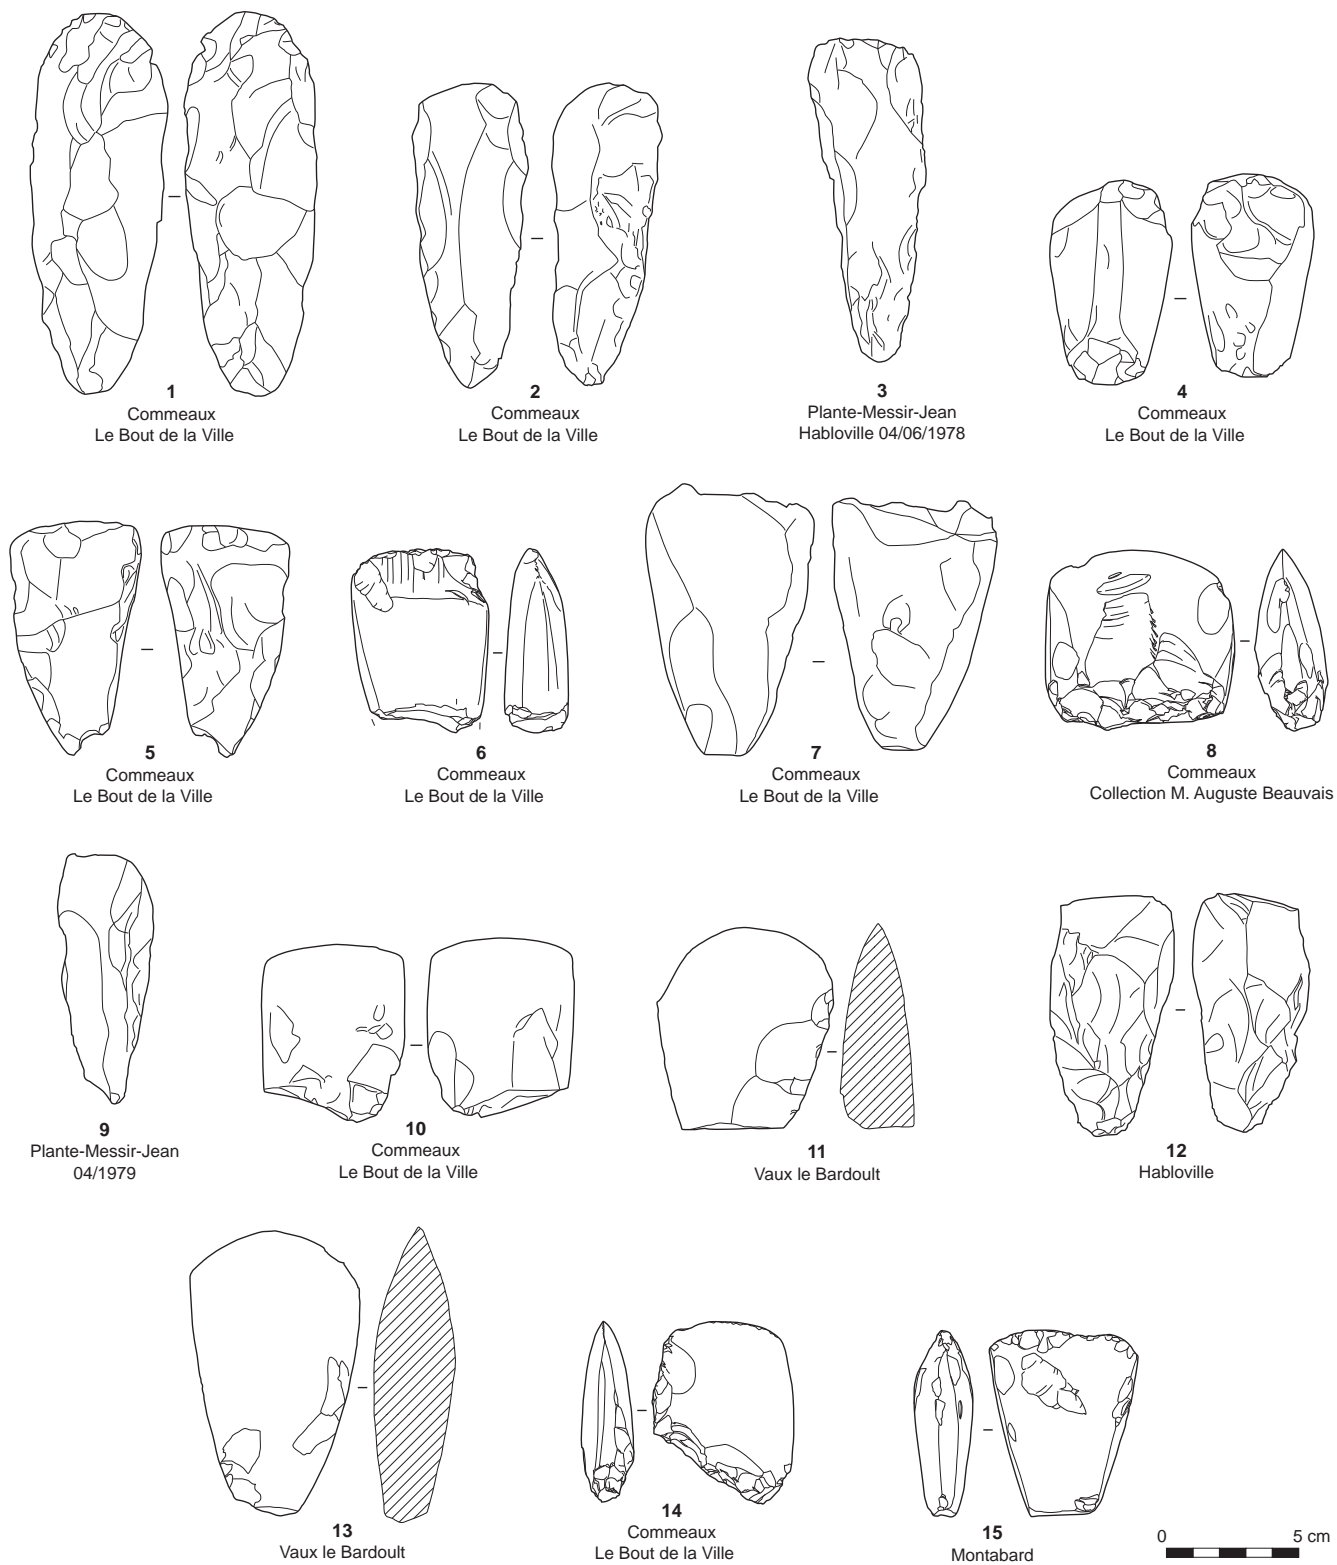 1
Commeaux
Le Bout de la Ville
2
Commeaux
Le Bout de la Ville
3
Plante-Messir-Jean
Habloville 04/06/1978
4
Commeaux
Le Bout de la Ville
5
Commeaux
Le Bout de la Ville
6
Commeaux
Le Bout de la Ville
7
Commeaux
Le Bout de la Ville
8
Commeaux
Collection M. Auguste Beauvais
9
Plante-Messir-Jean
04/1979
10
Commeaux
Le Bout de la Ville
11
Vaux le Bardoult
12
Habloville
13
Vaux le Bardoult
14
Commeaux
Le Bout de la Ville
15
Montabard
0 5 cm